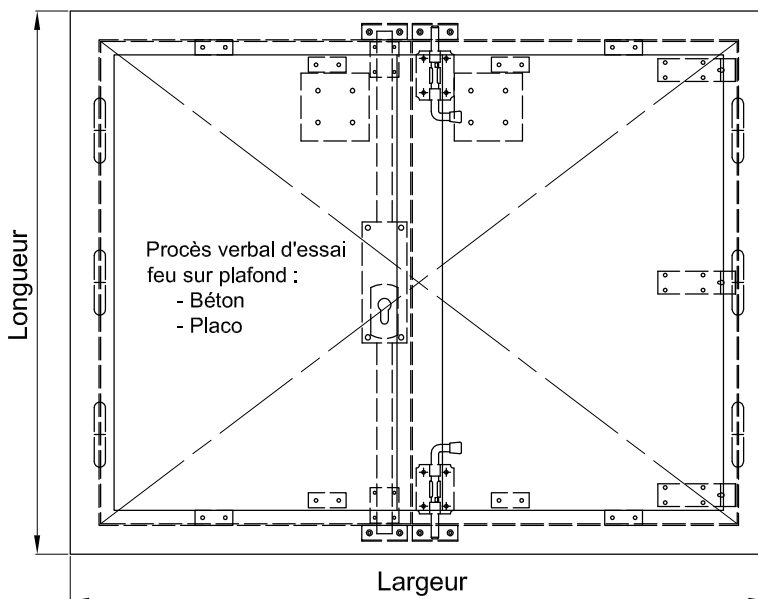 Longueur
Procès verbal d'essai
feu sur plafond :
- Béton
- Placo
Largeur